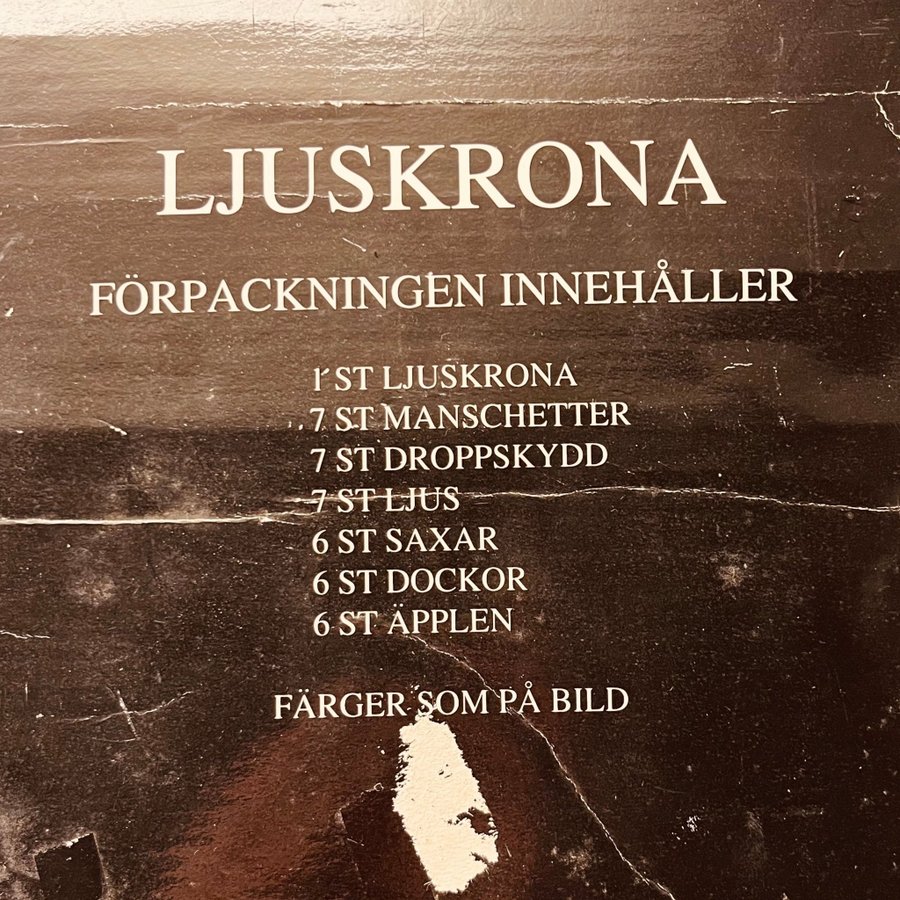 LJUSKRONA
FÖRPACKNINGEN INNEHÅLLER
1 ST LJUSKRONA
7 ST MANSCHETTER
7 ST DROPPSKYDD
7 ST LJUS
6 ST SAXAR
6 ST DOCKOR
6 ST ÄPPLEN
FÄRGER SOM PÅ BILD